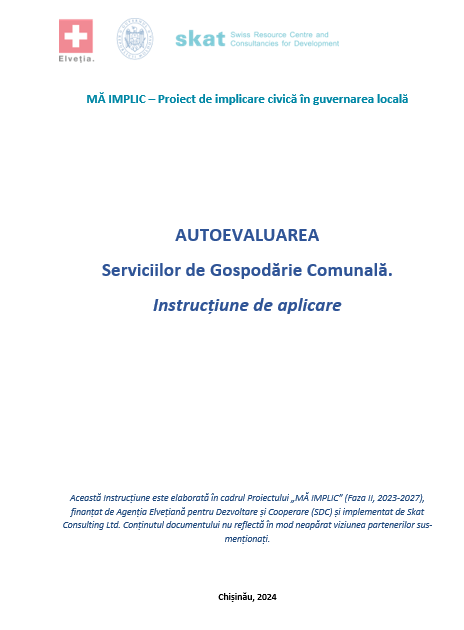 Elveția.
skat Swiss Resource Centre and
Consultancies for Development
MĂ IMPLIC – Proiect de implicare civică în guvernarea locală
AUTOEVALUAREA
Serviciilor de Gospodărie Comunală.
Instrucțiune de aplicare
Această Instrucțiune este elaborată în cadrul Proiectului „MĂ IMPLIC” (Faza II, 2023-2027),
finanțat de Agenția Elvețiană pentru Dezvoltare și Cooperare (SDC) și implementat de Skat
Consulting Ltd. Conținutul documentului nu reflectă în mod neapărat viziunea partenerilor sus-
menționați.
Chișinău, 2024